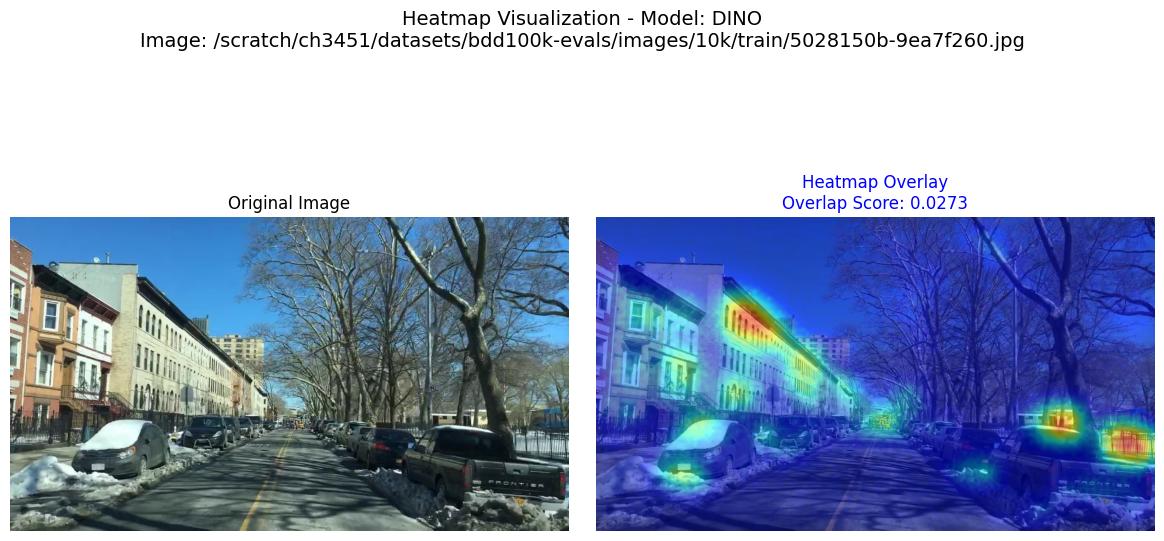 Heatmap Visualization - Model: DINO
Image: /scratch/ch3451/datasets/bdd100k-evals/images/10k/train/5028150b-9ea7f260.jpg
Original Image
Heatmap Overlay
Overlap Score: 0.0273
FRONTIER
FRONTIER